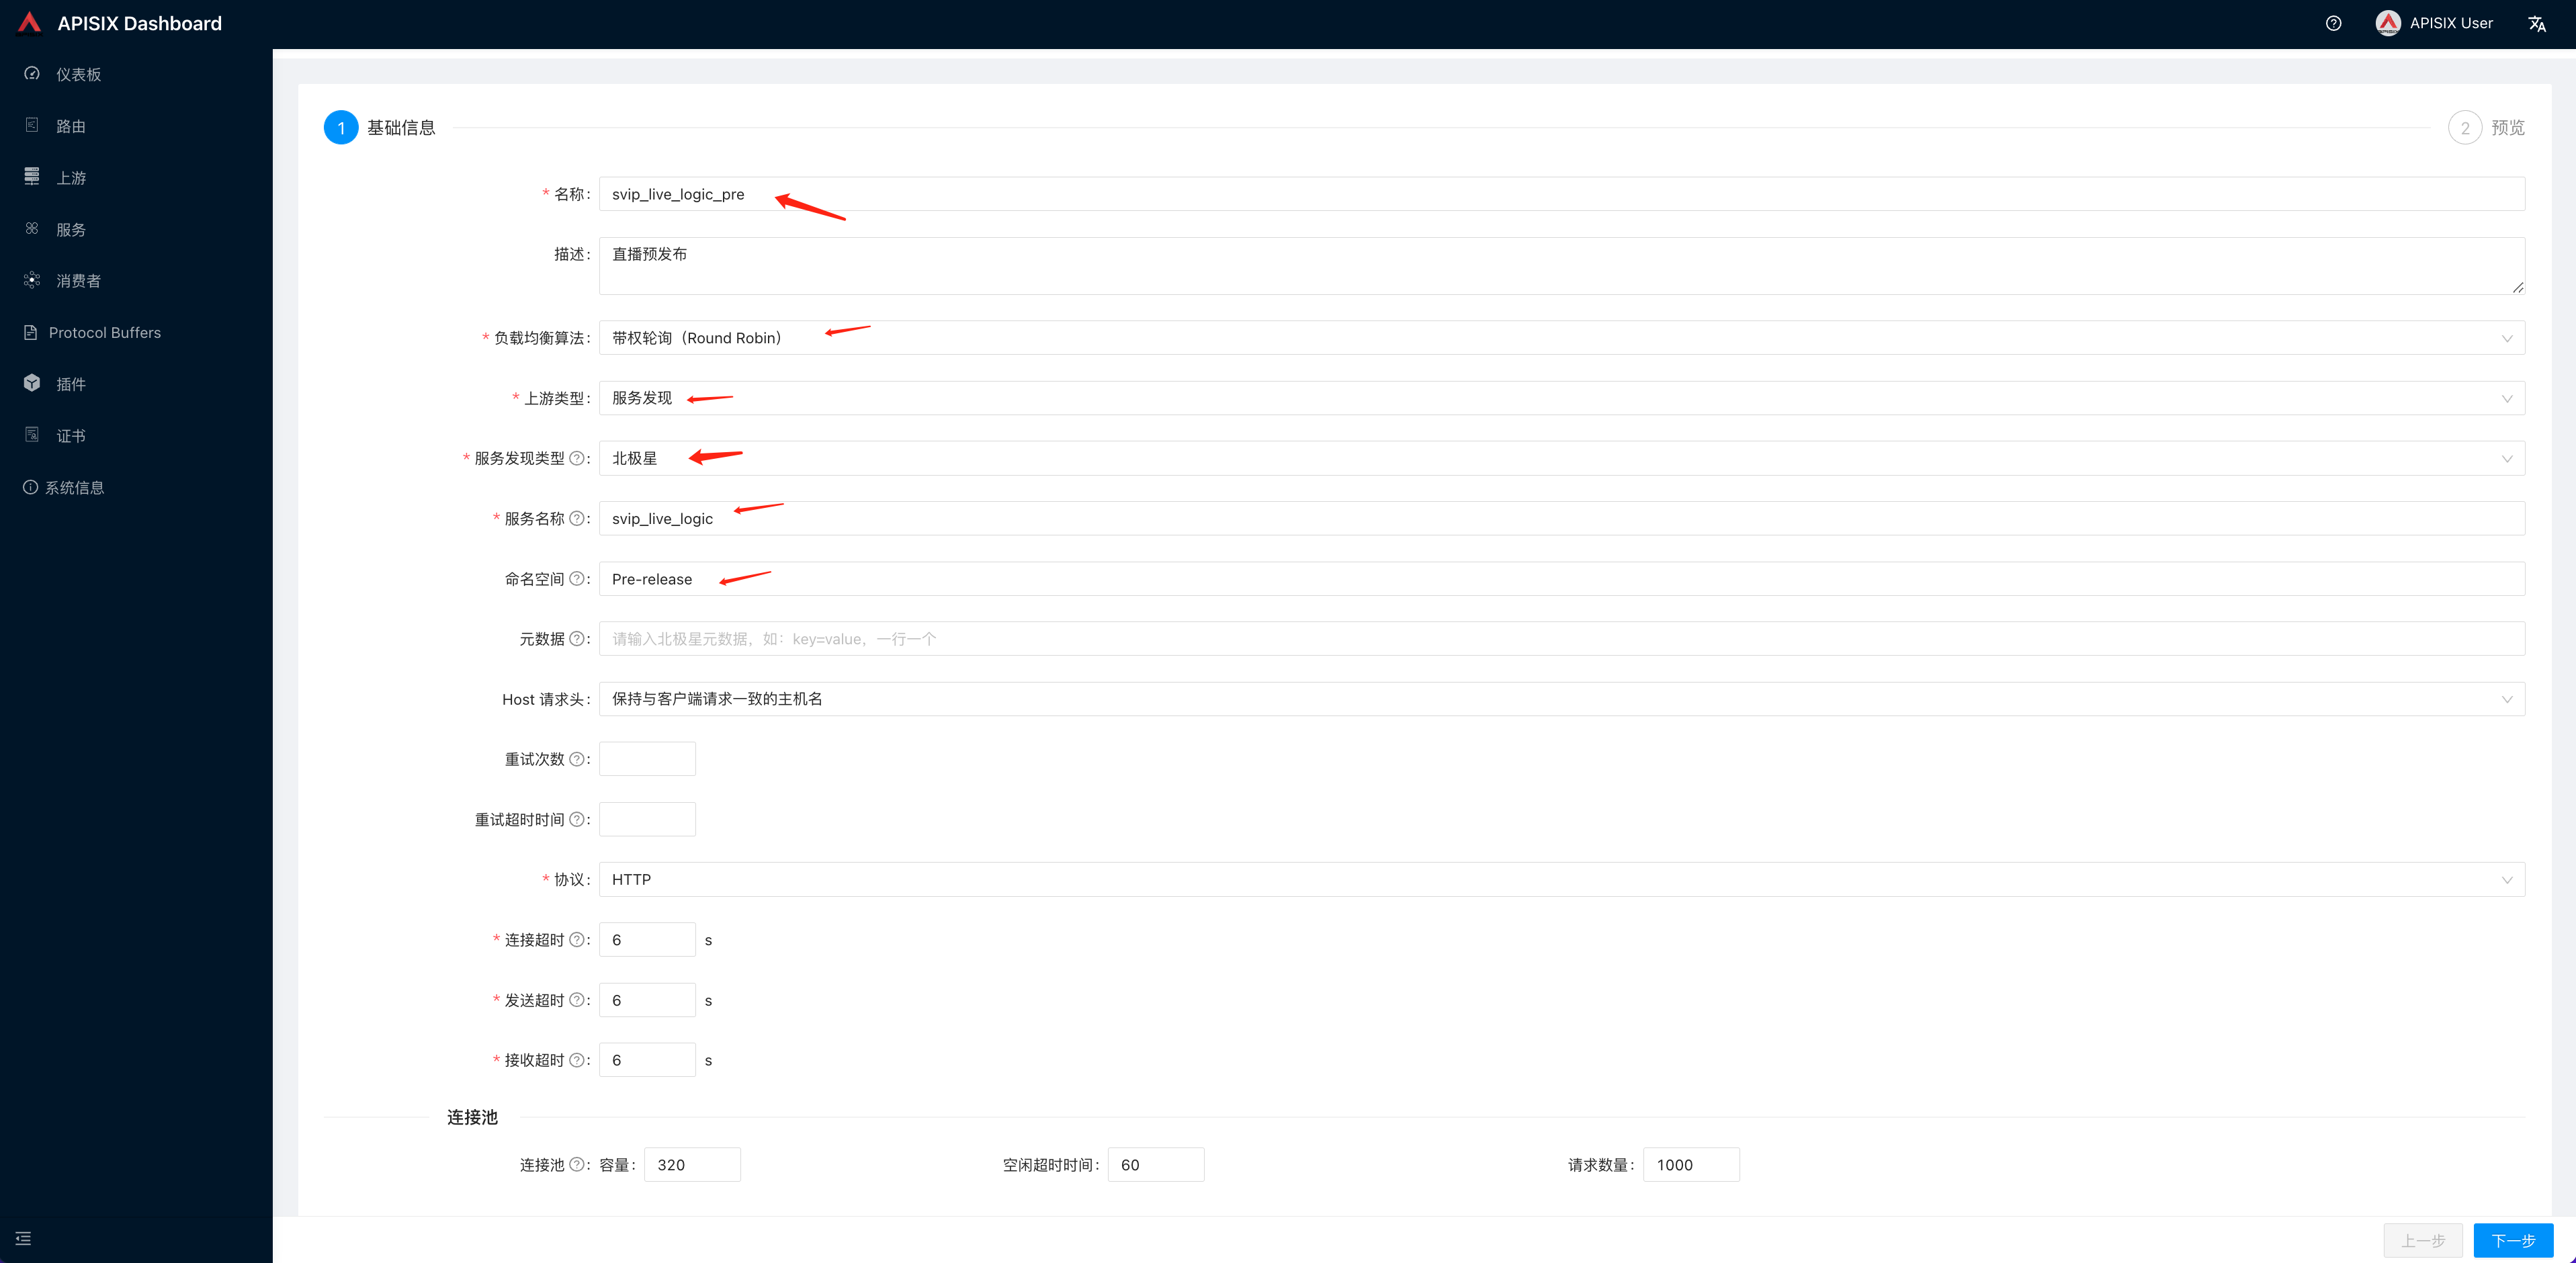 APISIX Dashboard
APISIX User
仪表板
路由
上游
服务
消费者
Protocol Buffers
插件
证书
系统信息
1 基础信息
2 预览
* 名称: svip_live_logic_pre
描述: 直播预发布
* 负载均衡算法: 带权轮询（Round Robin）
* 上游类型: 服务发现
* 服务发现类型 ? : 北极星
* 服务名称 ? : svip_live_logic
命名空间 ? : Pre-release
元数据 ? : 请输入北极星元数据，如：key=value，一行一个
Host 请求头: 保持与客户端请求一致的主机名
重试次数 ? :
重试超时时间 ? :
* 协议: HTTP
* 连接超时 ? : 6 s
* 发送超时 ? : 6 s
* 接收超时 ? : 6 s
连接池
连接池 ? : 容量: 320 空闲超时时间: 60 请求数量: 1000
上一步 下一步